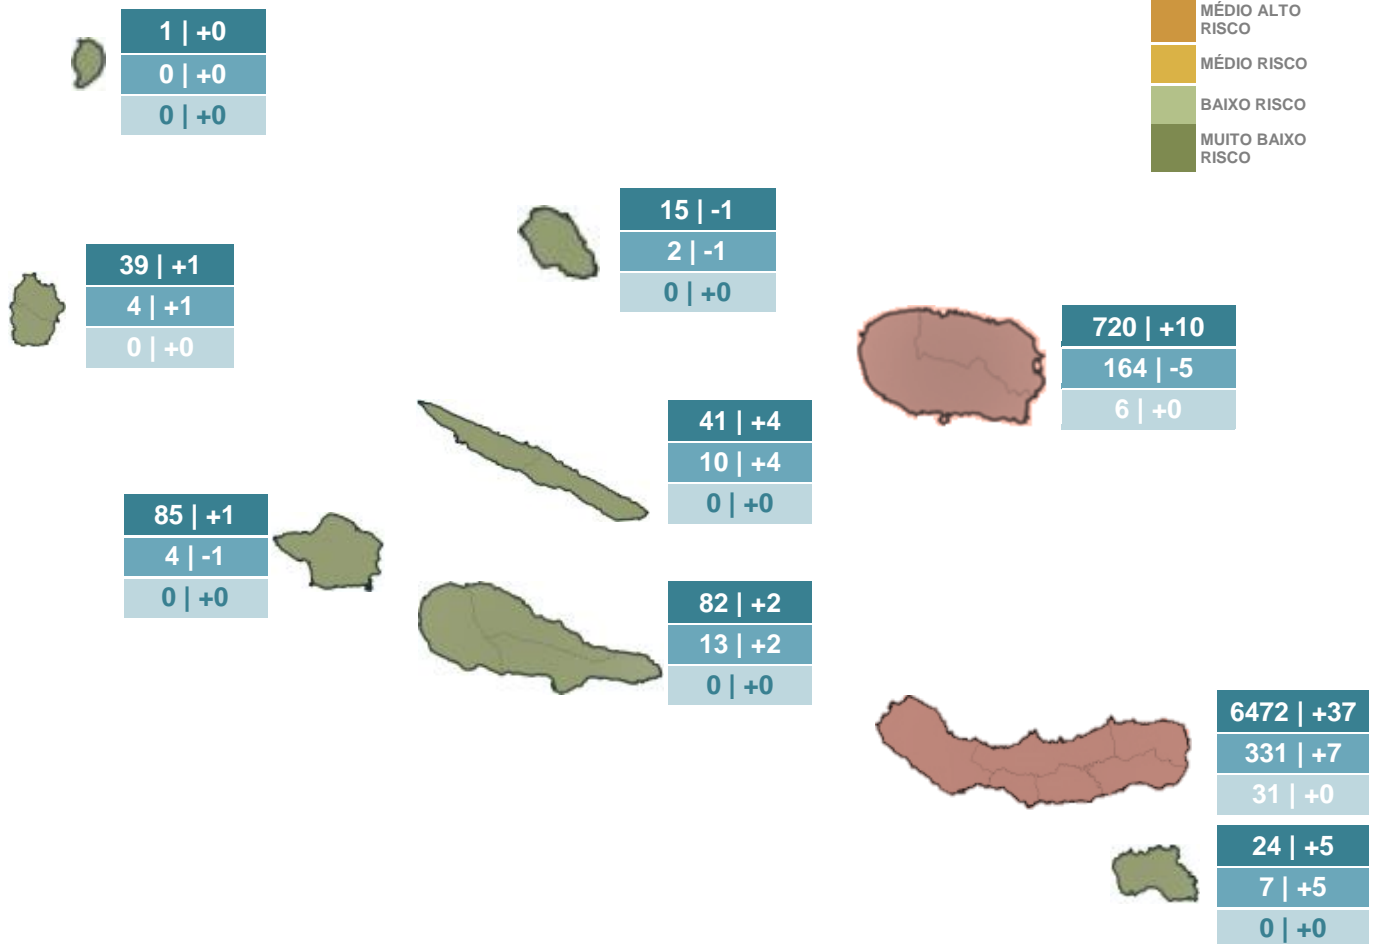 1 | +0
0 | +0
0 | +0
MÉDIO ALTO
RISCO
MÉDIO RISCO
BAIXO RISCO
MUITO BAIXO
RISCO
15 | -1
2 | -1
0 | +0
39 | +1
4 | +1
0 | +0
720 | +10
164 | -5
6 | +0
41 | +4
10 | +4
0 | +0
85 | +1
4 | -1
0 | +0
82 | +2
13 | +2
0 | +0
6472 | +37
331 | +7
31 | +0
24 | +5
7 | +5
0 | +0